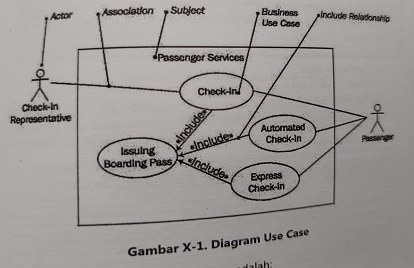 Actor
Association
Subject
Business
Use Case
Include Relationship
Passenger Services
Check-In
Representative
Check-In
«Include»
«Include»
«Include»
Automated
Check-In
Passenger
Issuing
Boarding Pass
Express
Check-In
Gambar X-1. Diagram Use Case
adalah: